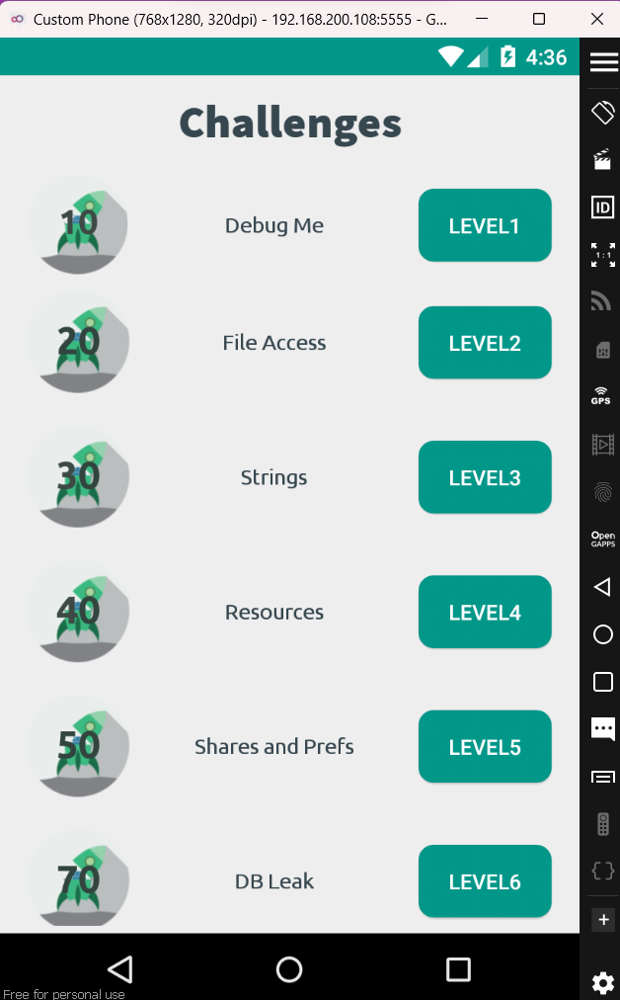 Custom Phone (768x1280, 320dpi) - 192.168.200.108:5555 - G...
4:36
Challenges
10 Debug Me LEVEL1
20 File Access LEVEL2
30 Strings LEVEL3
40 Resources LEVEL4
50 Shares and Prefs LEVEL5
70 DB Leak LEVEL6
Free for personal use
ID
1:1
GPS
Open
GAPPS